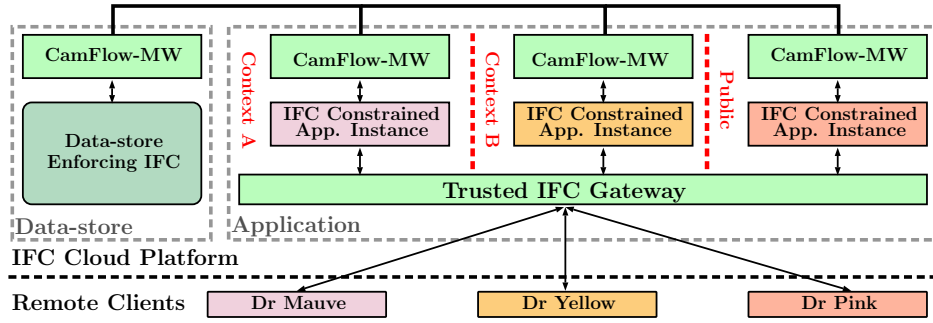 CamFlow-MW
Data-store
Enforcing IFC
Data-store
Context A
CamFlow-MW
IFC Constrained
App. Instance
Context B
CamFlow-MW
IFC Constrained
App. Instance
Public
CamFlow-MW
IFC Constrained
App. Instance
Trusted IFC Gateway
Application
IFC Cloud Platform
Remote Clients
Dr Mauve
Dr Yellow
Dr Pink